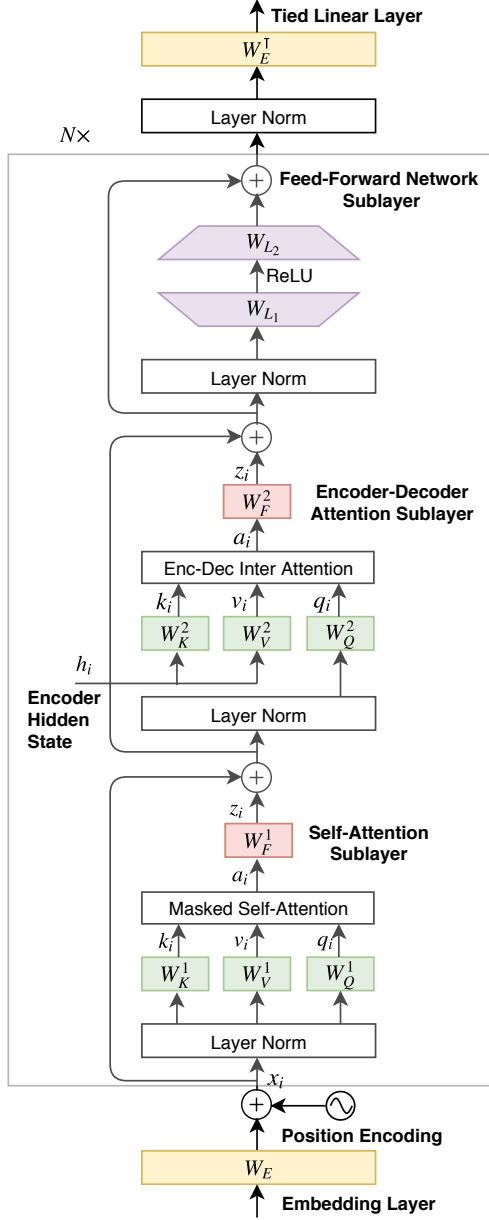 Tied Linear Layer
W_E^⊺
Layer Norm
N×
Feed-Forward Network
Sublayer
W_{L_2}
ReLU
W_{L_1}
Layer Norm
z_i
W_F^2
Encoder-Decoder
Attention Sublayer
a_i
Enc-Dec Inter Attention
k_i v_i q_i
W_K^2 W_V^2 W_Q^2
h_i
Encoder
Hidden
State
Layer Norm
z_i
W_F^1
Self-Attention
Sublayer
a_i
Masked Self-Attention
k_i v_i q_i
W_K^1 W_V^1 W_Q^1
Layer Norm
x_i
Position Encoding
W_E
Embedding Layer